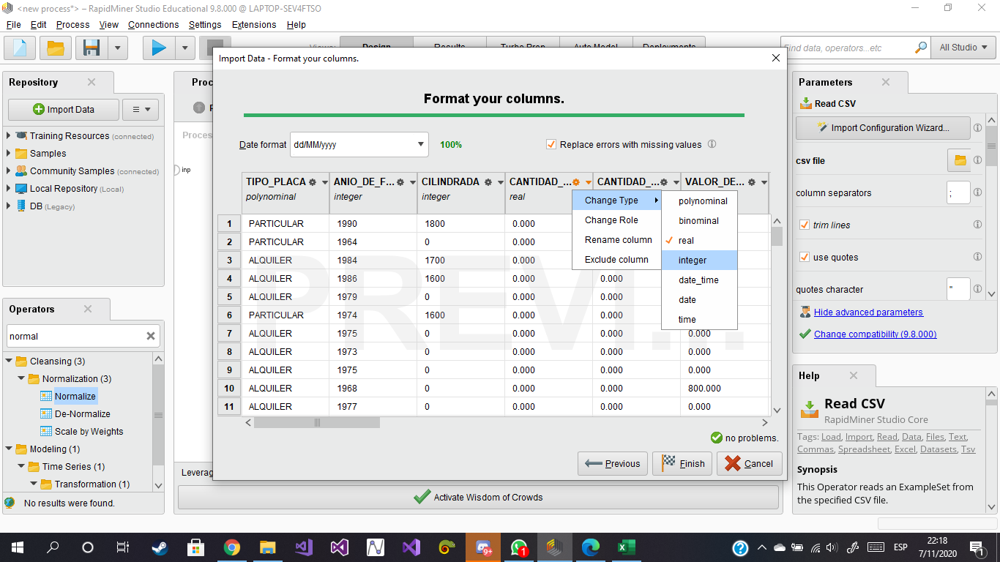 <new process*> – RapidMiner Studio Educational 9.8.000 @ LAPTOP-SEV4FTSO
File Edit Process View Connections Settings Extensions Help
Views: Design Results Turbo Prep Auto Model Deployments
Find data, operators...etc All Studio
Repository
Import Data
Training Resources (connected)
Samples
Community Samples (connected)
Local Repository (Local)
DB (Legacy)
Operators
normal
Cleansing (3)
Normalization (3)
Normalize
De-Normalize
Scale by Weights
Modeling (1)
Time Series (1)
Transformation (1)
No results were found.
Process
inp
Import Data - Format your columns.
Format your columns.
Date format dd/MM/yyyy 100% Replace errors with missing values
TIPO_PLACA ANIO_DE_F... CILINDRADA CANTIDAD_... CANTIDAD_... VALOR_DE...
polynominal integer integer real
1 PARTICULAR 1990 1800 0.000
2 PARTICULAR 1964 0 0.000
3 ALQUILER 1984 1700 0.000
4 ALQUILER 1986 1600 0.000 0.000
5 ALQUILER 1979 0 0.000 0.000
6 PARTICULAR 1974 1600 0.000 0.000
7 ALQUILER 1975 0 0.000 0.000 0.000
8 ALQUILER 1973 0 0.000 0.000 0.000
9 ALQUILER 1975 0 0.000 0.000 0.000
10 ALQUILER 1968 0 0.000 0.000 800.000
11 ALQUILER 1977 0 0.000 0.000 0.000
PREVI...
Change Type
Change Role
Rename column
Exclude column
polynominal
binominal
real
integer
date_time
date
time
no problems.
Previous Finish Cancel
Activate Wisdom of Crowds
Parameters
Read CSV
Import Configuration Wizard...
csv file
column separators ;
trim lines
use quotes
quotes character "
Hide advanced parameters
Change compatibility (9.8.000)
Help
Read CSV
RapidMiner Studio Core
Tags: Load, Import, Read, Data, Files, Text,
Commas, Spreadsheet, Excel, Datasets, Tsv
Synopsis
This Operator reads an ExampleSet from
the specified CSV file.
9+
1
ESP
22:18
7/11/2020
1